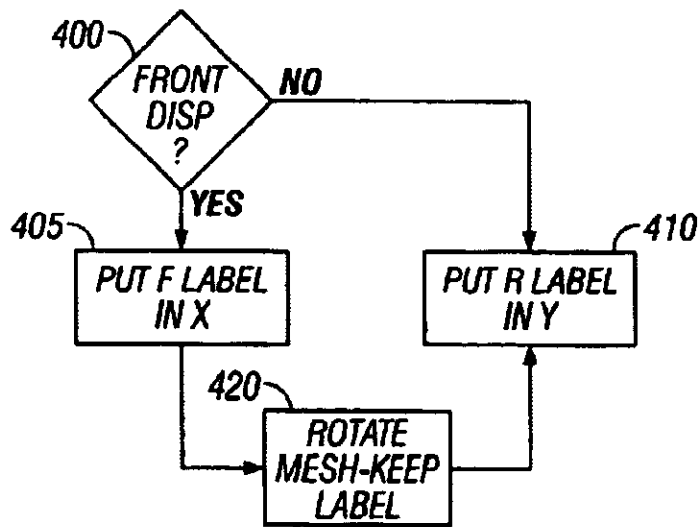 400
FRONT
DISP
?
NO
YES
405
PUT F LABEL
IN X
410
PUT R LABEL
IN Y
420
ROTATE
MESH-KEEP
LABEL